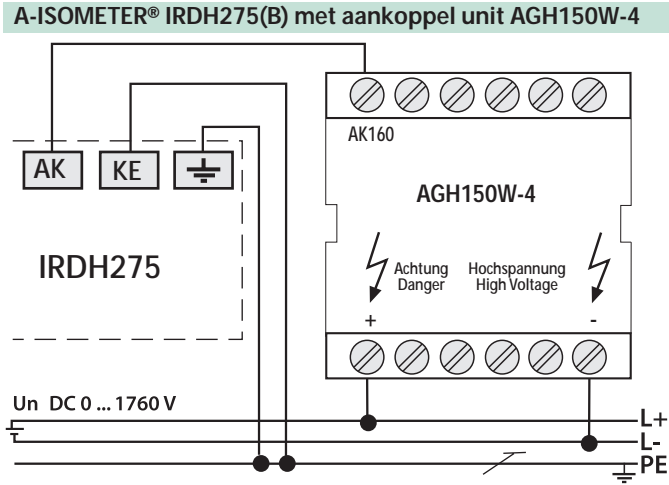 A-ISOMETER® IRDH275(B) met aankoppel unit AGH150W-4
AK160
AK KE
AGH150W-4
IRDH275
Achtung Hochspannung
Danger High Voltage
+ -
Un DC 0 ... 1760 V
L+
L-
PE